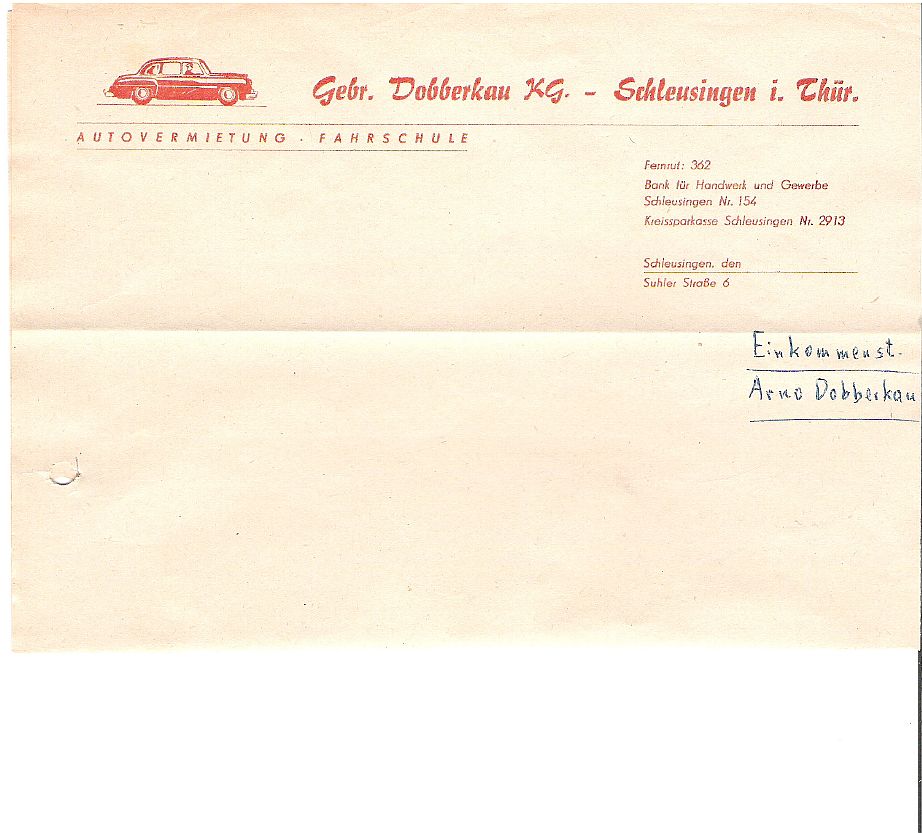 Gebr. Dobberkau KG. - Schleusingen i. Thür.
AUTOVERMIETUNG · FAHRSCHULE
Fernruf: 362
Bank für Handwerk und Gewerbe
Schleusingen Nr. 154
Kreissparkasse Schleusingen Nr. 2913
Schleusingen, den
Suhler Straße 6
Einkommenst.
Arno Dobberkau